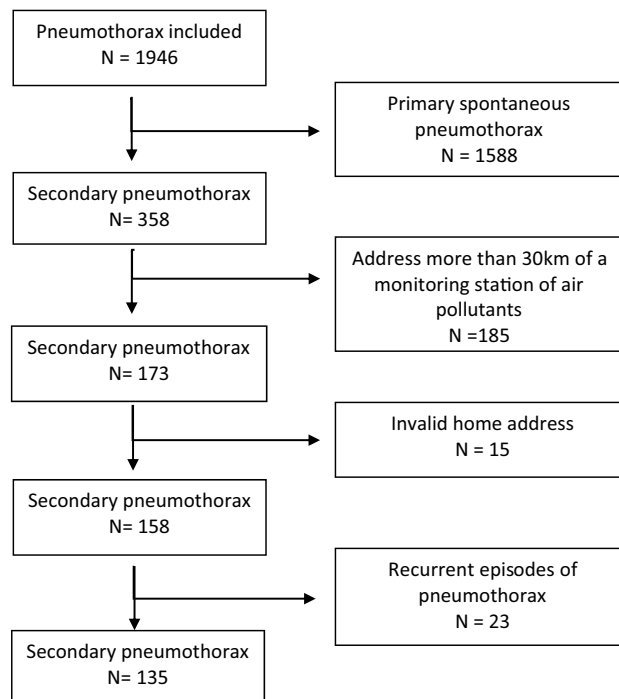 Pneumothorax included
N = 1946
Primary spontaneous
pneumothorax
N = 1588
Secondary pneumothorax
N= 358
Address more than 30km of a
monitoring station of air
pollutants
N =185
Secondary pneumothorax
N= 173
Invalid home address
N = 15
Secondary pneumothorax
N= 158
Recurrent episodes of
pneumothorax
N = 23
Secondary pneumothorax
N= 135